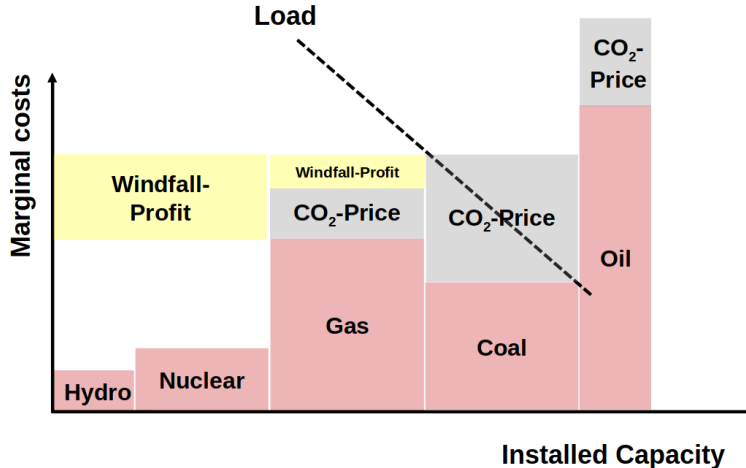 Load
CO₂-
Price
Marginal costs
Windfall-
Profit
Windfall-Profit
CO₂-Price
CO₂-Price
Oil
Gas
Coal
Hydro
Nuclear
Installed Capacity